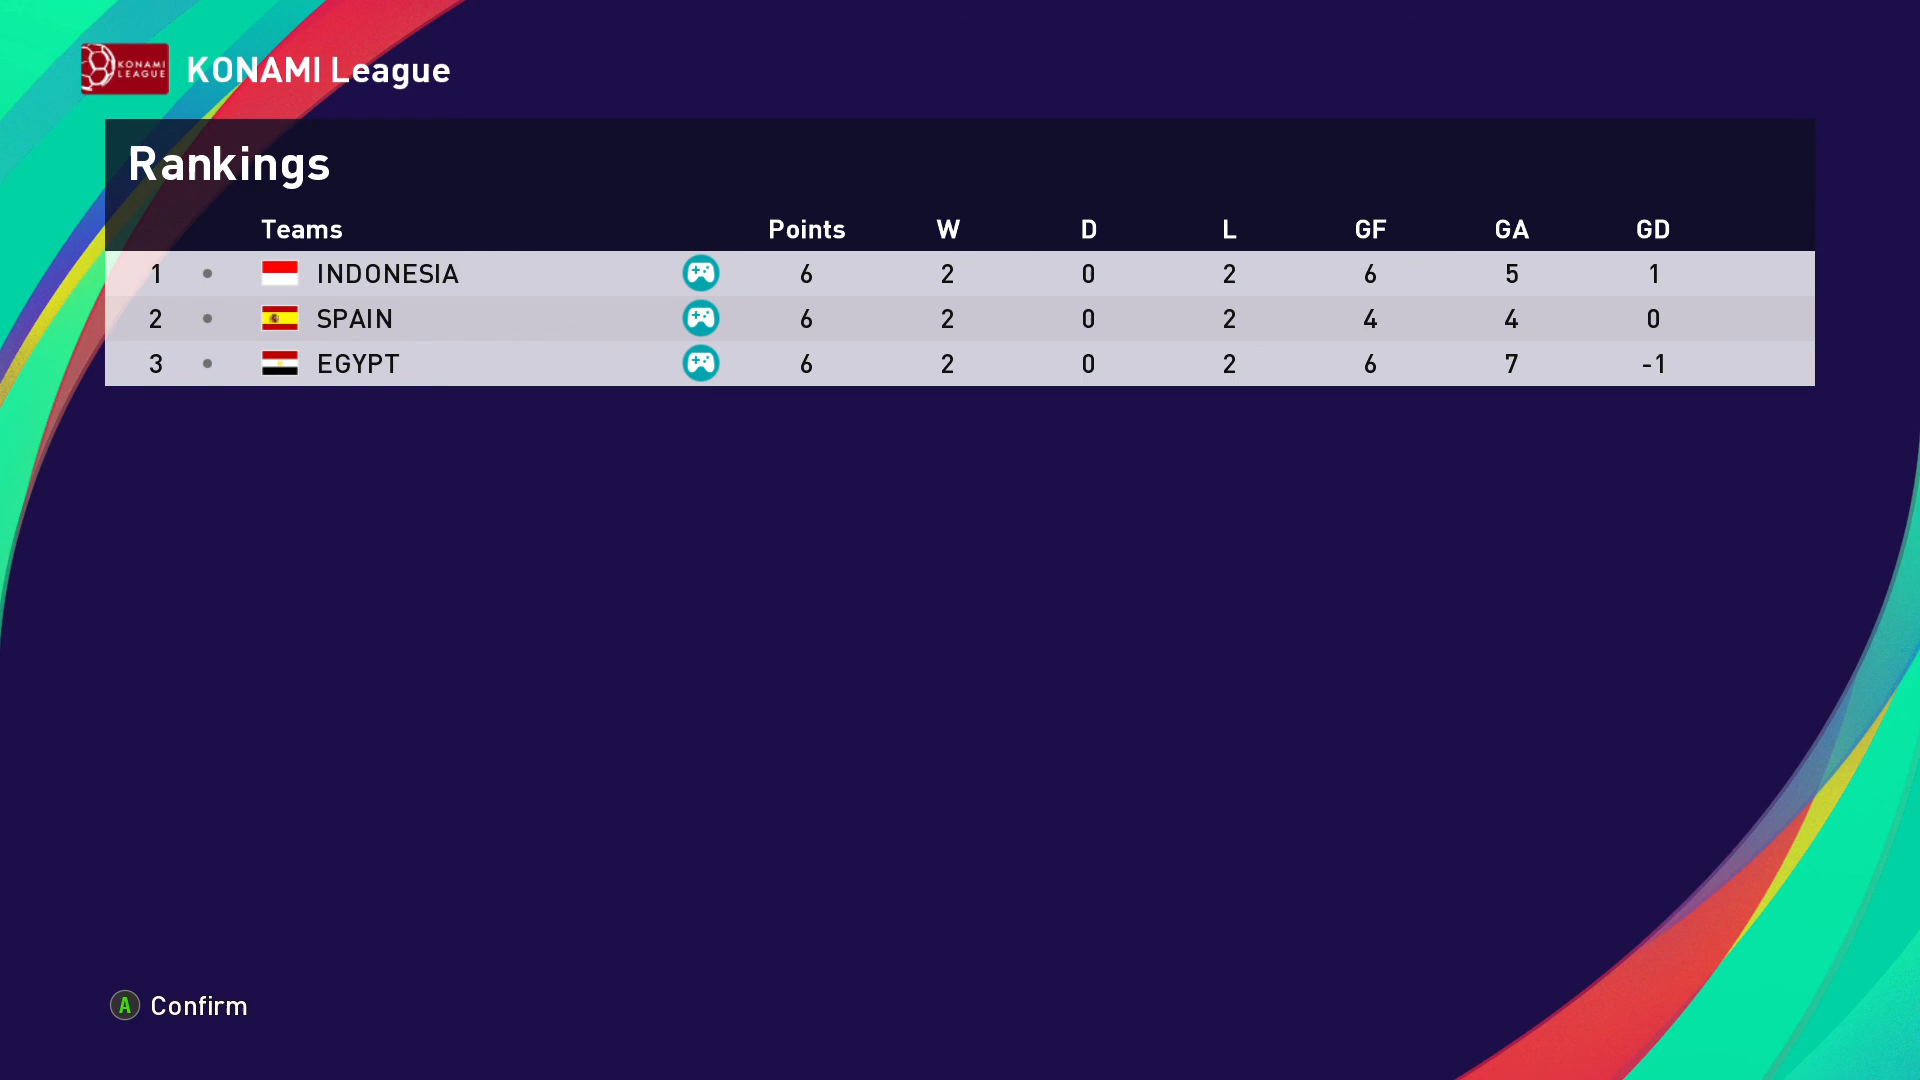 KONAMI LEAGUE
KONAMI League
Rankings
Teams Points W D L GF GA GD
1 • INDONESIA 6 2 0 2 6 5 1
2 • SPAIN 6 2 0 2 4 4 0
3 • EGYPT 6 2 0 2 6 7 -1
A Confirm